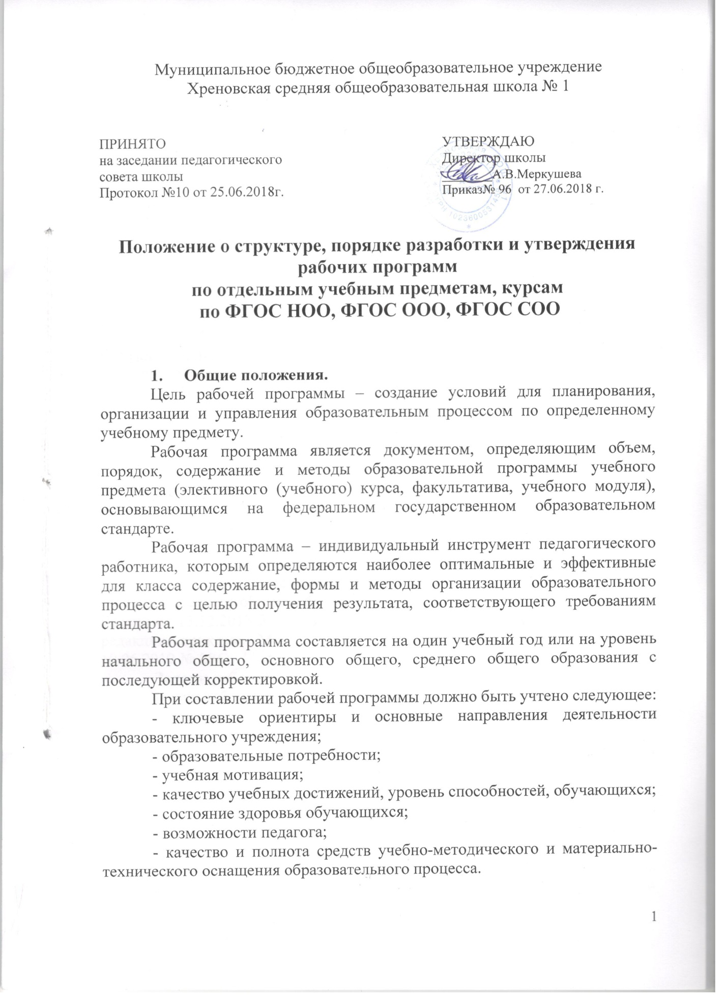 Муниципальное бюджетное общеобразовательное учреждение
Хреновская средняя общеобразовательная школа № 1
ПРИНЯТО
на заседании педагогического
совета школы
Протокол №10 от 25.06.2018г.
УТВЕРЖДАЮ
Директор школы
А.В.Меркушева
Приказ№ 96 от 27.06.2018 г.
Положение о структуре, порядке разработки и утверждения
рабочих программ
по отдельным учебным предметам, курсам
по ФГОС НОО, ФГОС ООО, ФГОС СОО
1. Общие положения.
Цель рабочей программы – создание условий для планирования,
организации и управления образовательным процессом по определенному
учебному предмету.
Рабочая программа является документом, определяющим объем,
порядок, содержание и методы образовательной программы учебного
предмета (элективного (учебного) курса, факультатива, учебного модуля),
основывающимся на федеральном государственном образовательном
стандарте.
Рабочая программа – индивидуальный инструмент педагогического
работника, которым определяются наиболее оптимальные и эффективные
для класса содержание, формы и методы организации образовательного
процесса с целью получения результата, соответствующего требованиям
стандарта.
Рабочая программа составляется на один учебный год или на уровень
начального общего, основного общего, среднего общего образования с
последующей корректировкой.
При составлении рабочей программы должно быть учтено следующее:
- ключевые ориентиры и основные направления деятельности
образовательного учреждения;
- образовательные потребности;
- учебная мотивация;
- качество учебных достижений, уровень способностей, обучающихся;
- состояние здоровья обучающихся;
- возможности педагога;
- качество и полнота средств учебно-методического и материально-
технического оснащения образовательного процесса.
1